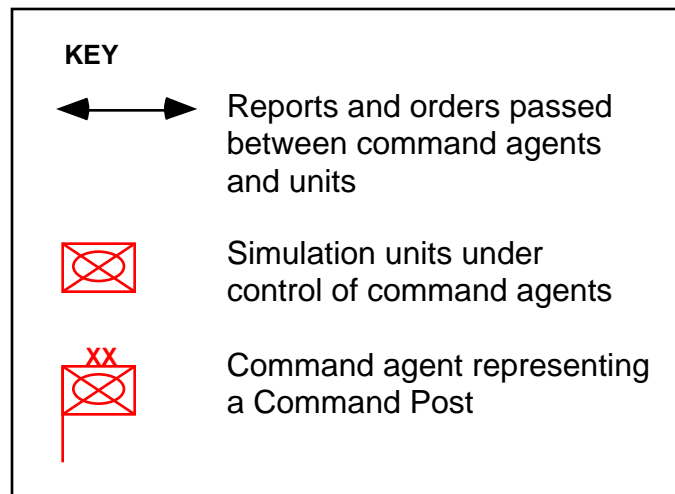 KEY
Reports and orders passed
between command agents
and units
Simulation units under
control of command agents
XX
Command agent representing
a Command Post